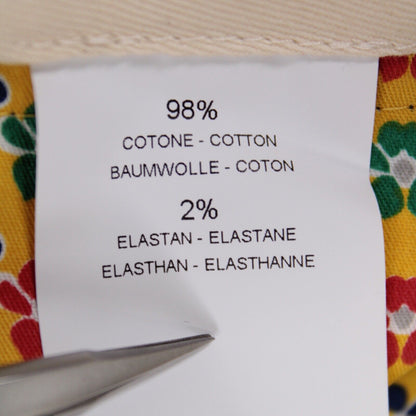 98%
COTONE - COTTON
BAUMWOLLE - COTON
2%
ELASTAN - ELASTANE
ELASTHAN - ELASTHANNE